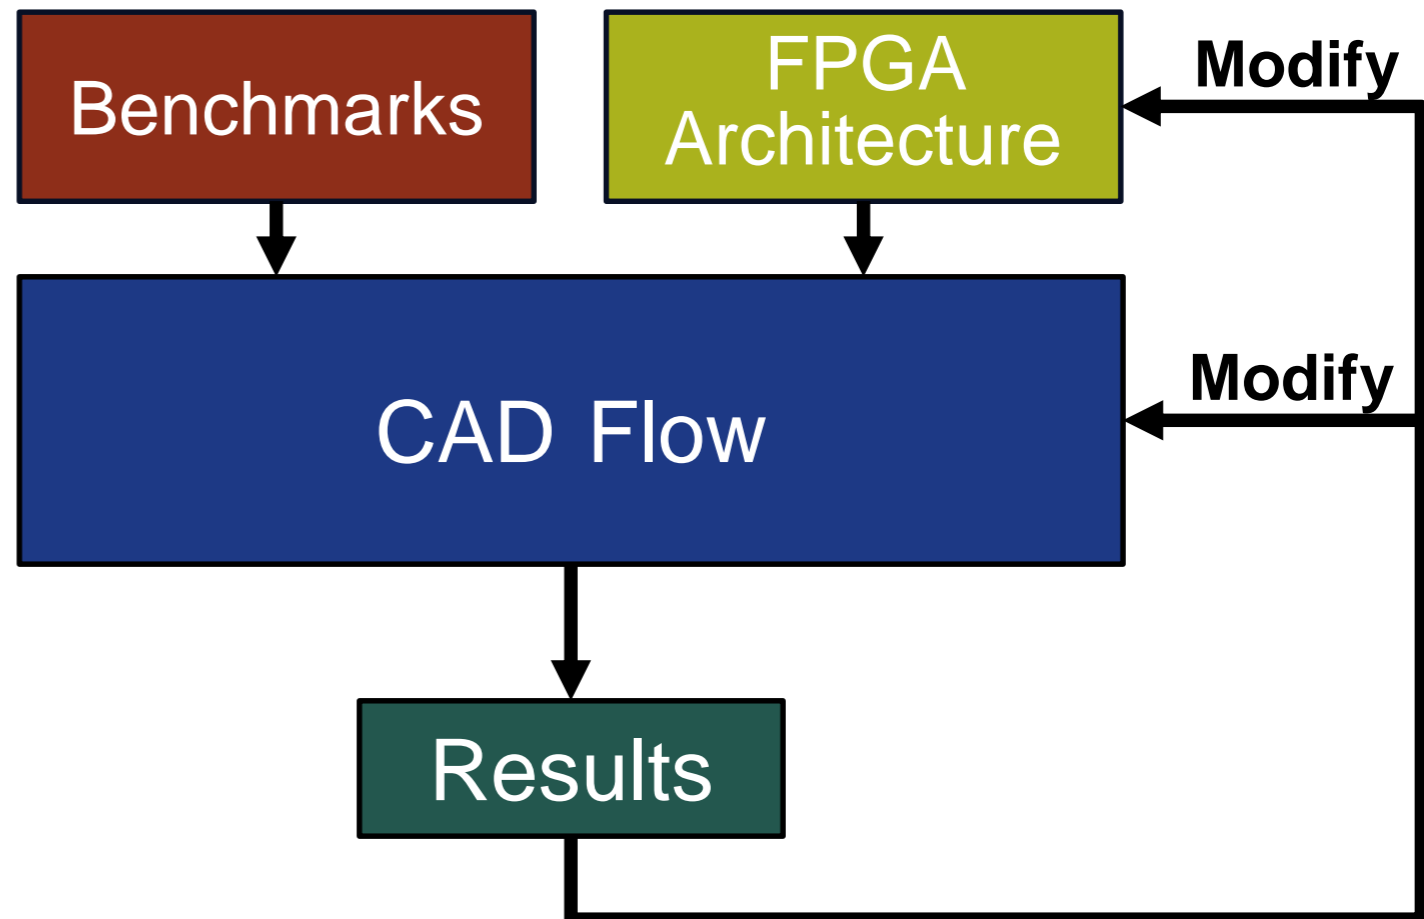 Benchmarks
FPGA
Architecture
Modify
CAD Flow
Modify
Results